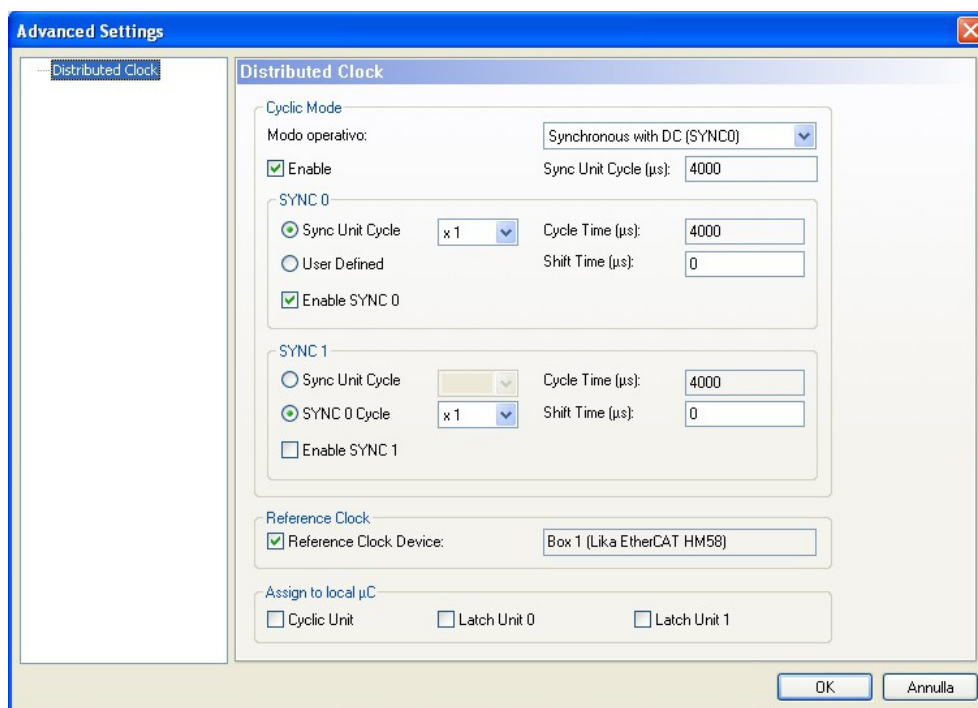 Advanced Settings
Distributed Clock
Distributed Clock
Cyclic Mode
Modo operativo: Synchronous with DC (SYNC0)
Enable Sync Unit Cycle (µs): 4000
SYNC 0
Sync Unit Cycle x 1 Cycle Time (µs): 4000
User Defined Shift Time (µs): 0
Enable SYNC 0
SYNC 1
Sync Unit Cycle Cycle Time (µs): 4000
SYNC 0 Cycle x 1 Shift Time (µs): 0
Enable SYNC 1
Reference Clock
Reference Clock Device: Box 1 (Lika EtherCAT HM58)
Assign to local µC
Cyclic Unit Latch Unit 0 Latch Unit 1
OK Annulla